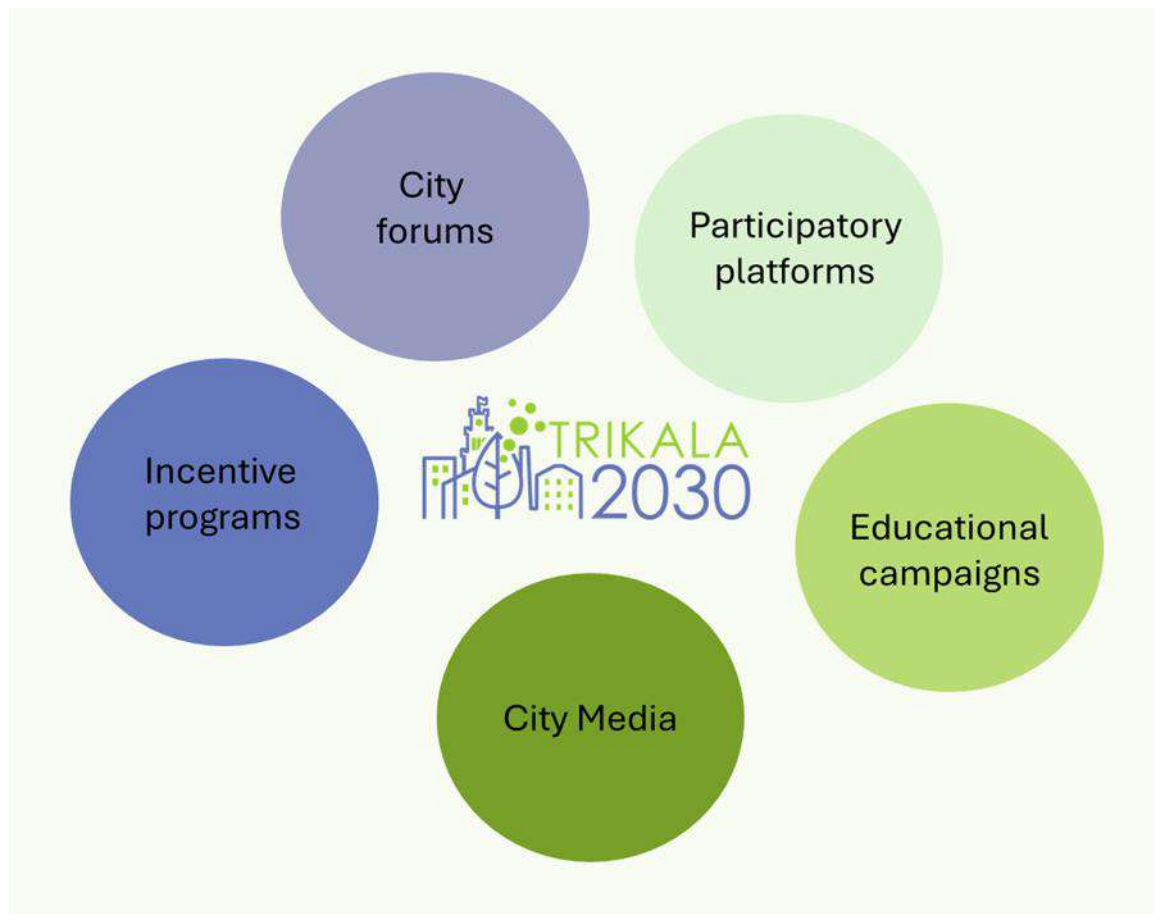 City
forums
Participatory
platforms
Incentive
programs
TRIKALA
2030
Educational
campaigns
City Media